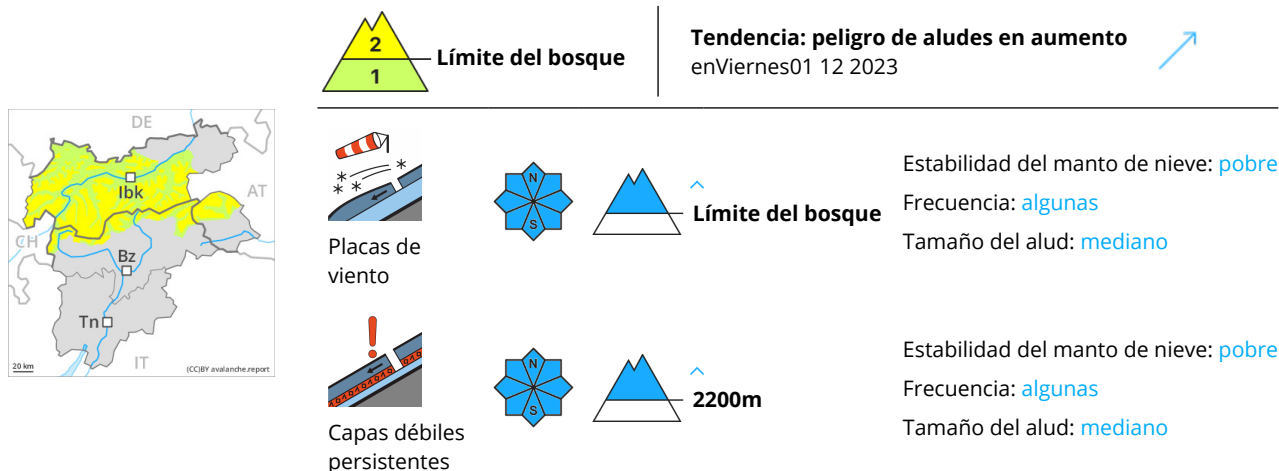 2
1
Límite del bosque
Tendencia: peligro de aludes en aumento
enViernes01 12 2023
DE
Ibk
AT
CH
Bz
Tn
IT
20 km
(CC)BY avalanche.report
Placas de
viento
N
S
Límite del bosque
Estabilidad del manto de nieve: pobre
Frecuencia: algunas
Tamaño del alud: mediano
Capas débiles
persistentes
N
S
2200m
Estabilidad del manto de nieve: pobre
Frecuencia: algunas
Tamaño del alud: mediano